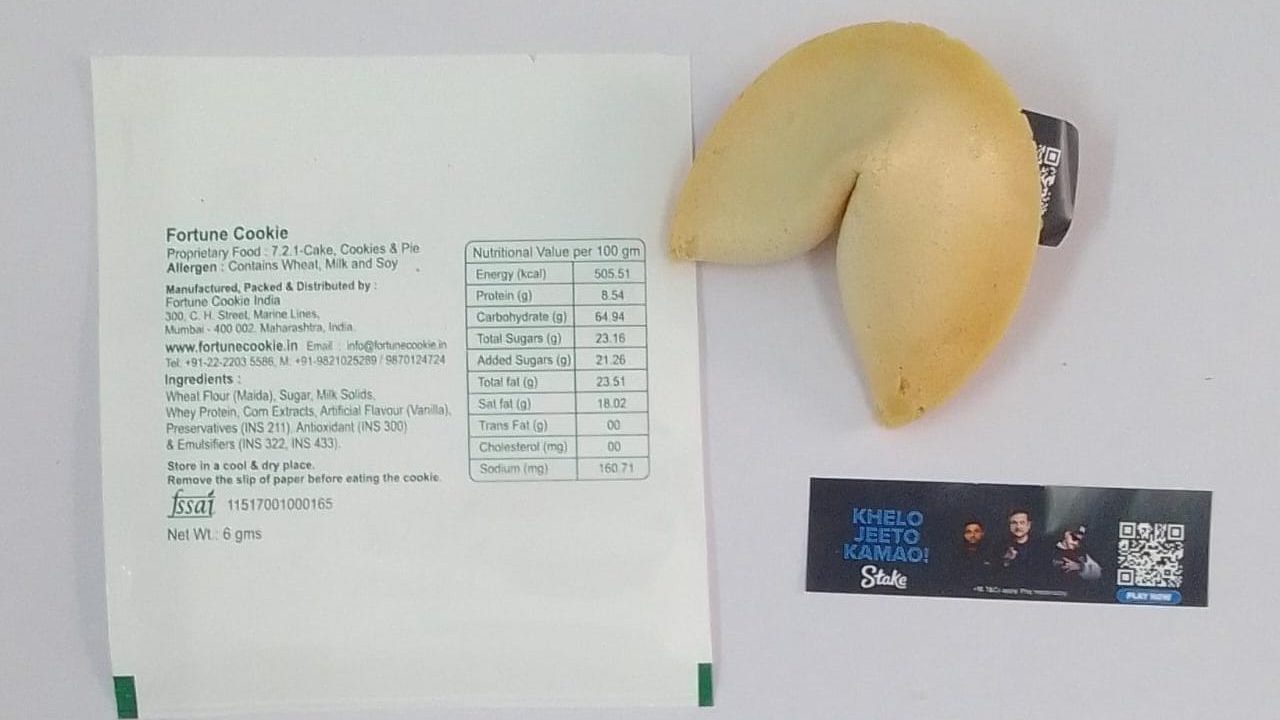 Fortune Cookie
Proprietary Food : 7.2.1-Cake, Cookies & Pie
Allergen : Contains Wheat, Milk and Soy
Manufactured, Packed & Distributed by :
Fortune Cookie India
300, C. H. Street, Marine Lines,
Mumbai - 400 002. Maharashtra, India.
www.fortunecookie.in Email : info@fortunecookie.in
Tel: +91-22-2203 5586, M: +91-9821025289 / 9870124724
Ingredients :
Wheat Flour (Maida), Sugar, Milk Solids,
Whey Protein, Corn Extracts, Artificial Flavour (Vanilla),
Preservatives (INS 211), Antioxidant (INS 300)
& Emulsifiers (INS 322, INS 433).
Store in a cool & dry place.
Remove the slip of paper before eating the cookie.
fssai 11517001000165
Net Wt.: 6 gms
Nutritional Value per 100 gm
Energy (kcal) 505.51
Protein (g) 8.54
Carbohydrate (g) 64.94
Total Sugars (g) 23.16
Added Sugars (g) 21.26
Total fat (g) 23.51
Sat fat (g) 18.02
Trans Fat (g) 00
Cholesterol (mg) 00
Sodium (mg) 160.71
KHELO
JEETO
KAMAO!
Stake
PLAY NOW